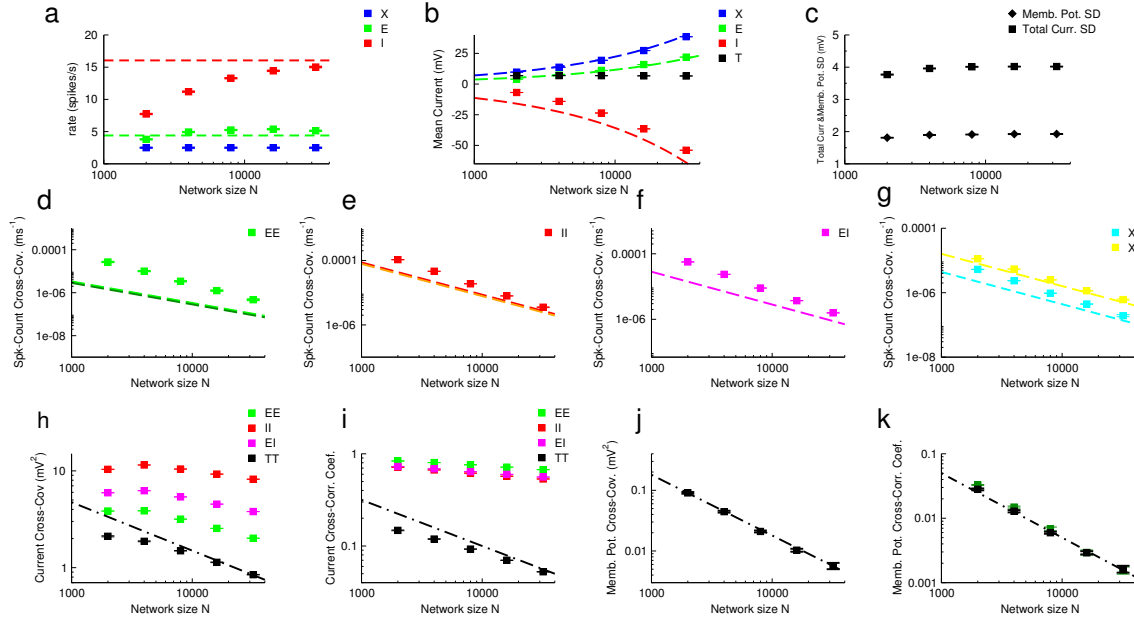 a
X
E
I
rate (spikes/s)
20
15
10
5
0
1000
10000
Network size N
b
X
E
I
T
Mean Current (mV)
25
0
-25
-50
1000
10000
Network size N
c
Memb. Pot. SD
Total Curr. SD
Total Curr &Memb. Pot. SD (mV)
5
4
3
2
1
1000
10000
Network size N
d
EE
Spk-Count Cross-Cov. (ms⁻¹)
0.0001
1e-06
1e-08
1000
10000
Network size N
e
II
Spk-Count Cross-Cov. (ms⁻¹)
0.0001
1e-06
1000
10000
Network size N
f
EI
Spk-Count Cross-Cov. (ms⁻¹)
0.0001
1e-06
1000
10000
Network size N
g
X
X
Spk-Count Cross-Cov. (ms⁻¹)
0.0001
1e-06
1e-08
1000
10000
Network size N
h
EE
II
EI
TT
Current Cross-Cov (mV²)
10
1
1000
10000
Network size N
i
EE
II
EI
TT
Current Cross-Corr. Coef.
1
0.1
1000
10000
Network size N
j
Memb. Pot. Cross-Cov. (mV²)
0.1
0.01
1000
10000
Network size N
k
Memb. Pot. Cross-Corr. Coef.
0.1
0.01
0.001
1000
10000
Network size N